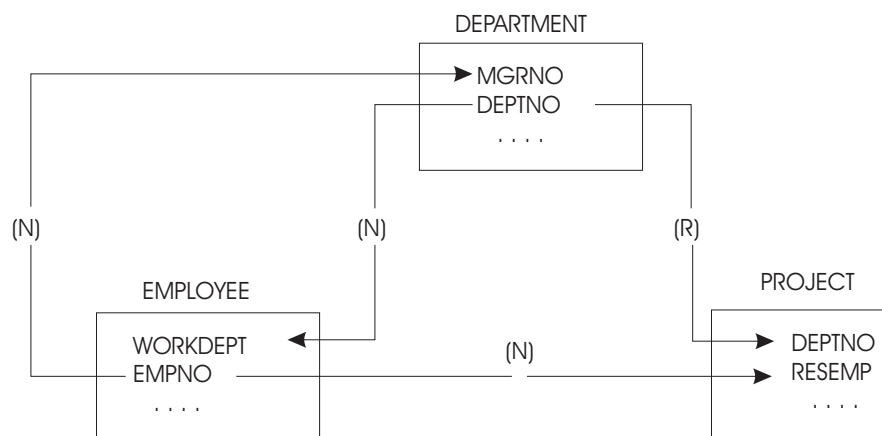 DEPARTMENT
MGRNO
DEPTNO
. . . .
(N)
(N)
(R)
EMPLOYEE
WORKDEPT
EMPNO
. . . .
(N)
PROJECT
DEPTNO
RESEMP
. . . .